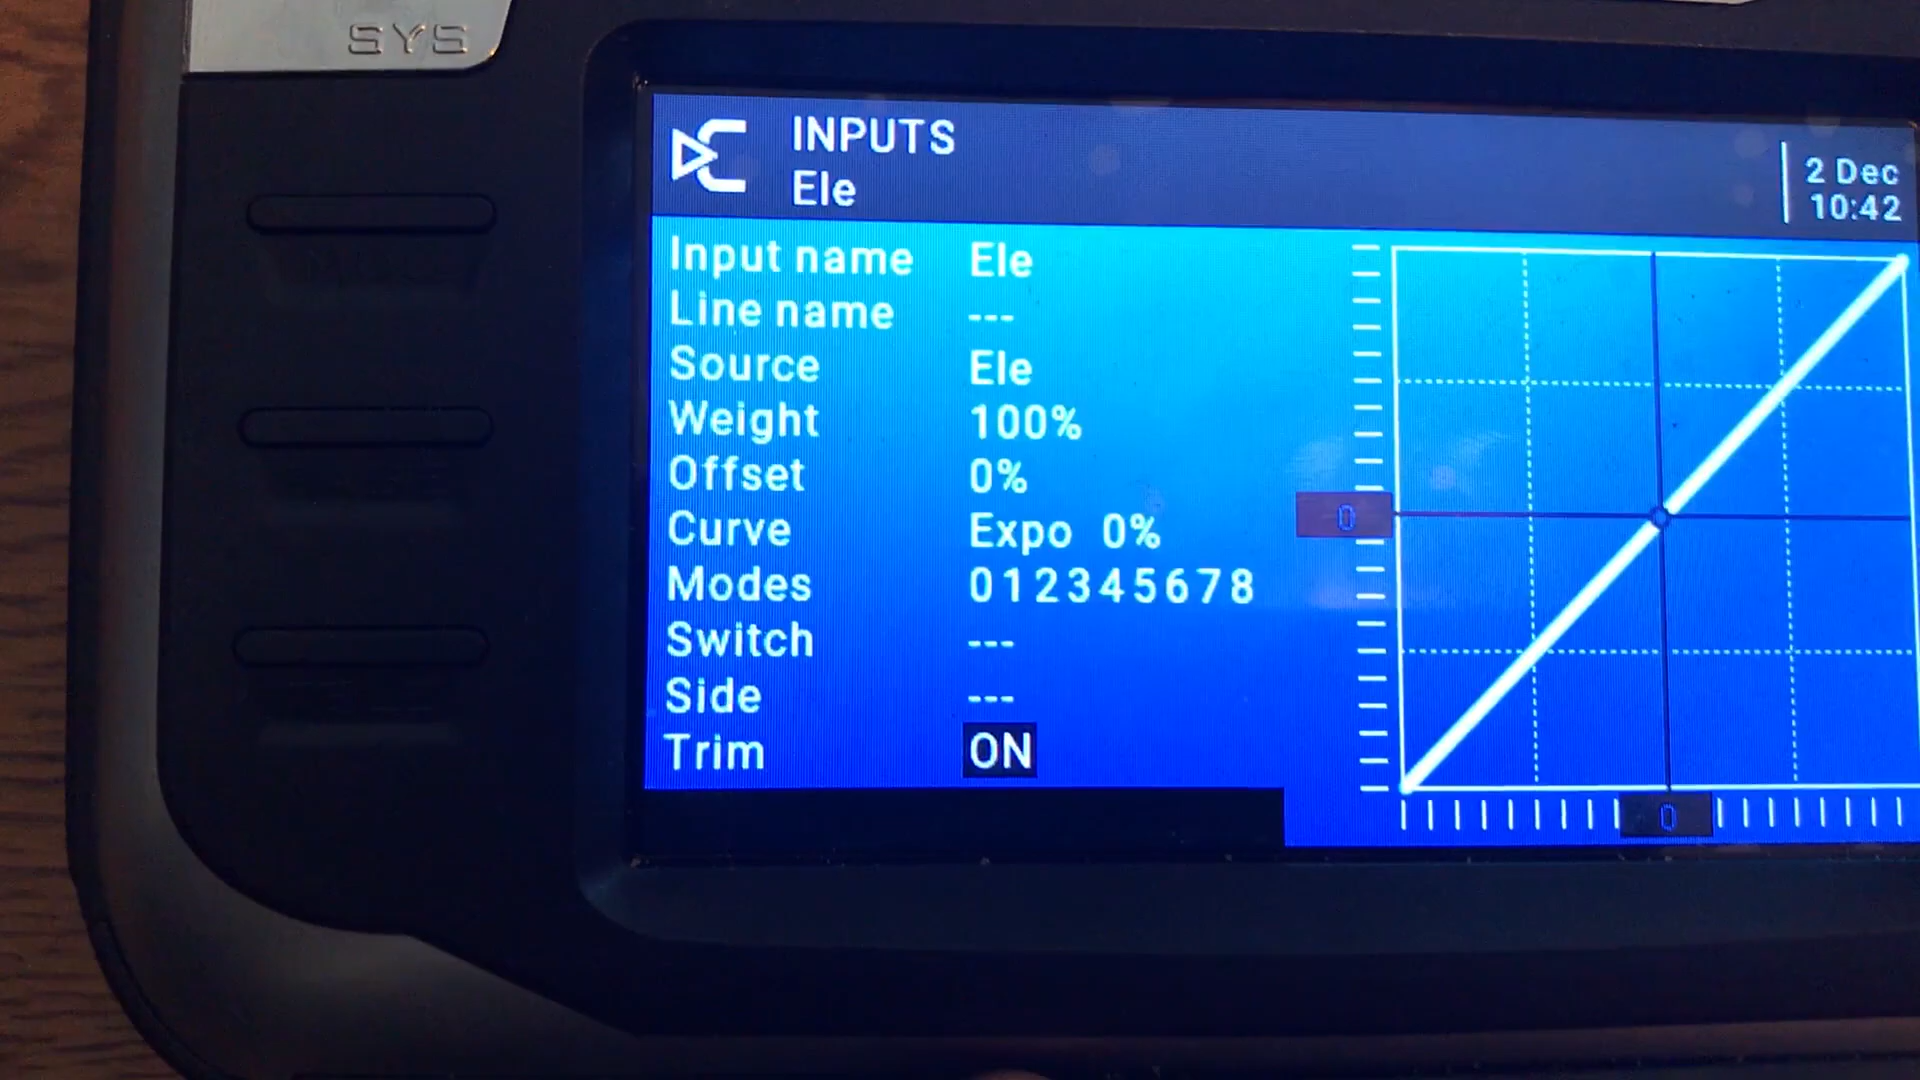 SYS
INPUTS
Ele
2 Dec
10:42
Input name Ele
Line name ---
Source Ele
Weight 100%
Offset 0%
Curve Expo 0%
Modes 012345678
Switch ---
Side ---
Trim ON
0
0